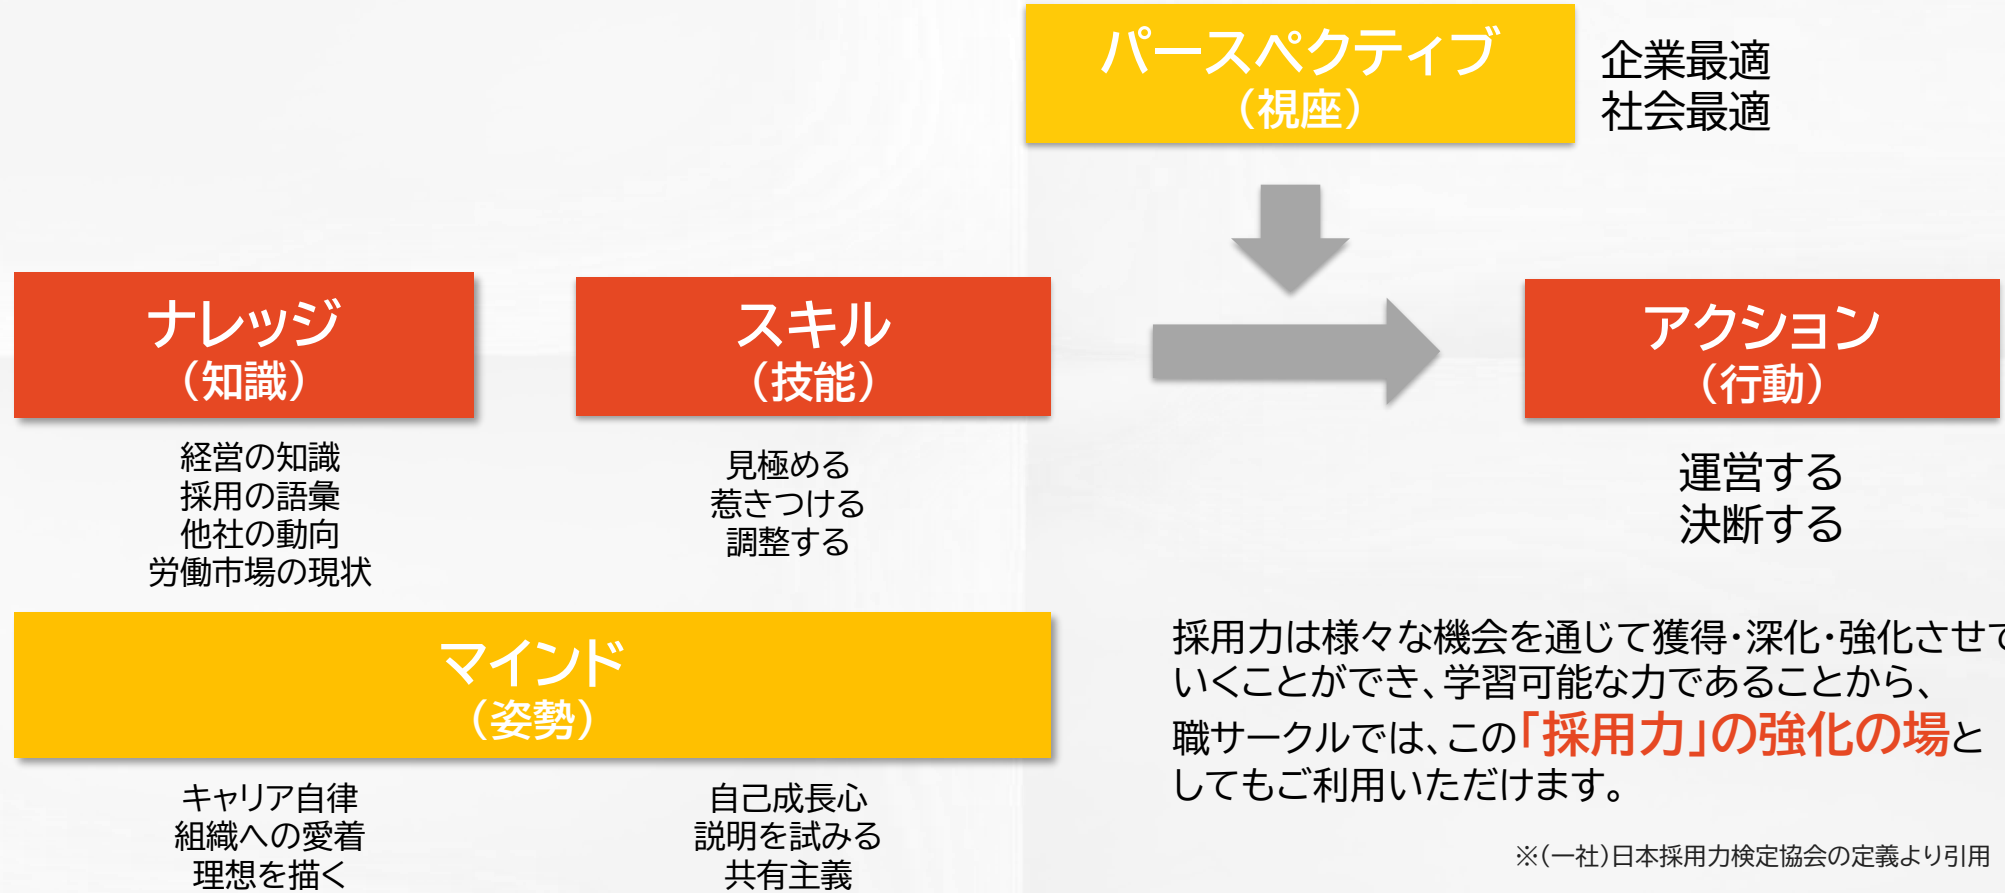 パースペクティブ
（視座）
企業最適
社会最適
ナレッジ
（知識）
経営の知識
採用の語彙
他社の動向
労働市場の現状
スキル
（技能）
見極める
惹きつける
調整する
アクション
（行動）
運営する
決断する
マインド
（姿勢）
キャリア自律
組織への愛着
理想を描く
自己成長心
説明を試みる
共有主義
採用力は様々な機会を通じて獲得・深化・強化させて
いくことができ、学習可能な力であることから、
職サークルでは、この「採用力」の強化の場と
してもご利用いただけます。
※（一社）日本採用力検定協会の定義より引用